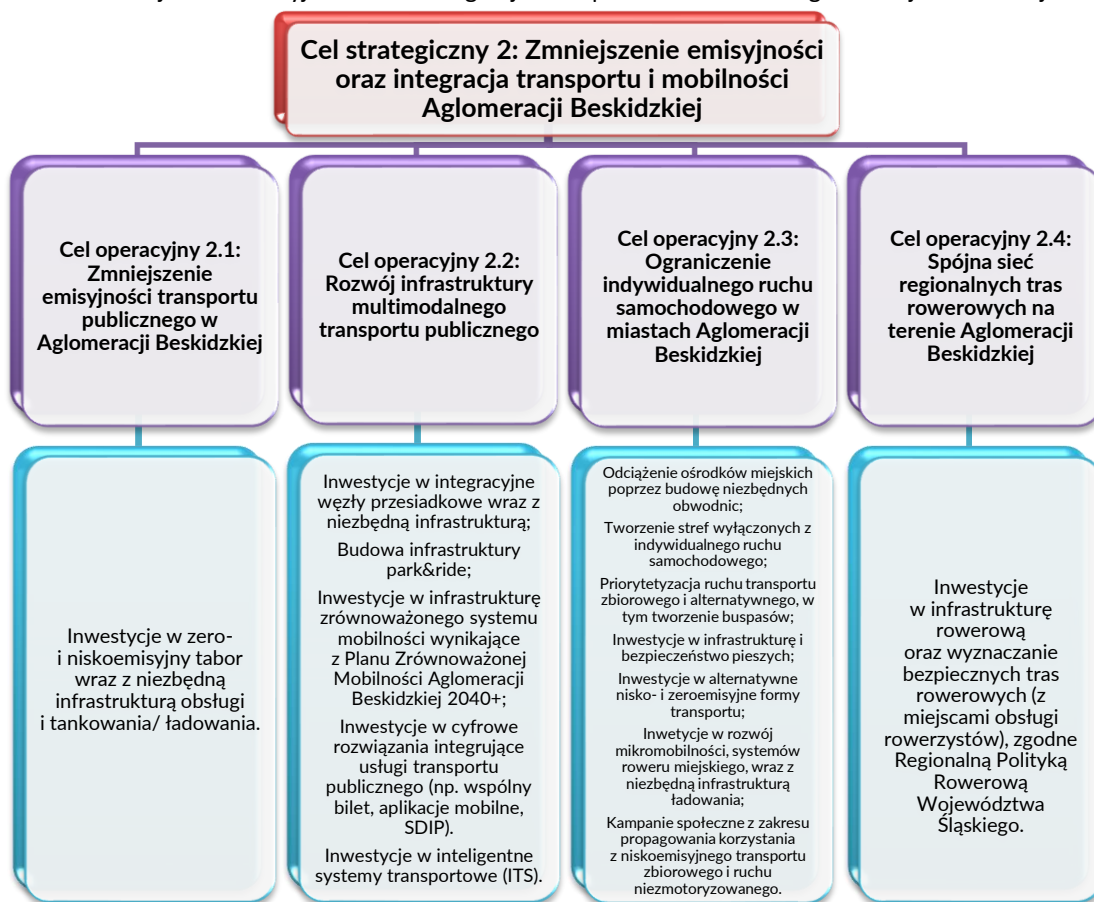 Cel strategiczny 2: Zmniejszenie emisyjności
oraz integracja transportu i mobilności
Aglomeracji Beskidzkiej
Cel operacyjny 2.1:
Zmniejszenie
emisyjności transportu
publicznego w
Aglomeracji Beskidzkiej
Cel operacyjny 2.2:
Rozwój infrastruktury
multimodalnego
transportu publicznego
Cel operacyjny 2.3:
Ograniczenie
indywidualnego ruchu
samochodowego w
miastach Aglomeracji
Beskidzkiej
Cel operacyjny 2.4:
Spójna sieć
regionalnych tras
rowerowych na
terenie Aglomeracji
Beskidzkiej
Inwestycje w zero-
i niskoemisyjny tabor
wraz z niezbędną
infrastrukturą obsługi
i tankowania/ ładowania.
Inwestycje w integracyjne
węzły przesiadkowe wraz z
niezbędną infrastrukturą;
Budowa infrastruktury
park&ride;
Inwestycje w infrastrukturę
zrównoważonego systemu
mobilności wynikające
z Planu Zrównoważonej
Mobilności Aglomeracji
Beskidzkiej 2040+;
Inwestycje w cyfrowe
rozwiązania integrujące
usługi transportu
publicznego (np. wspólny
bilet, aplikacje mobilne,
SDIP).
Inwestycje w inteligentne
systemy transportowe (ITS).
Odciążenie ośrodków miejskich
poprzez budowę niezbędnych
obwodnic;
Tworzenie stref wyłączonych z
indywidualnego ruchu
samochodowego;
Priorytetyzacja ruchu transportu
zbiorowego i alternatywnego, w
tym tworzenie buspasów;
Inwestycje w infrastrukturę i
bezpieczeństwo pieszych;
Inwestycje w alternatywne
nisko- i zeroemisyjne formy
transportu;
Inwetycje w rozwój
mikromobilności, systemów
roweru miejskiego, wraz z
niezbędną infrastrukturą
ładowania;
Kampanie społeczne z zakresu
propagowania korzystania
z niskoemisyjnego transportu
zbiorowego i ruchu
niezmotoryzowanego.
Inwestycje
w infrastrukturę
rowerową
oraz wyznaczanie
bezpiecznych tras
rowerowych (z
miejscami obsługi
rowerzystów), zgodne
Regionalną Polityką
Rowerową
Województwa
Śląskiego.